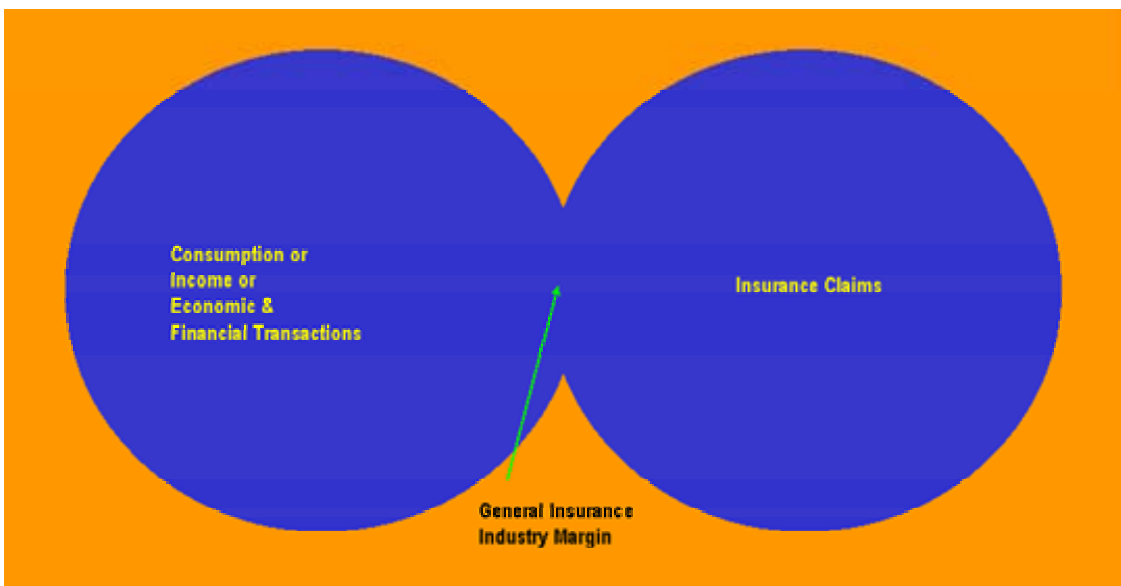 Consumption or
Income or
Economic &
Financial Transactions
Insurance Claims
General Insurance
Industry Margin